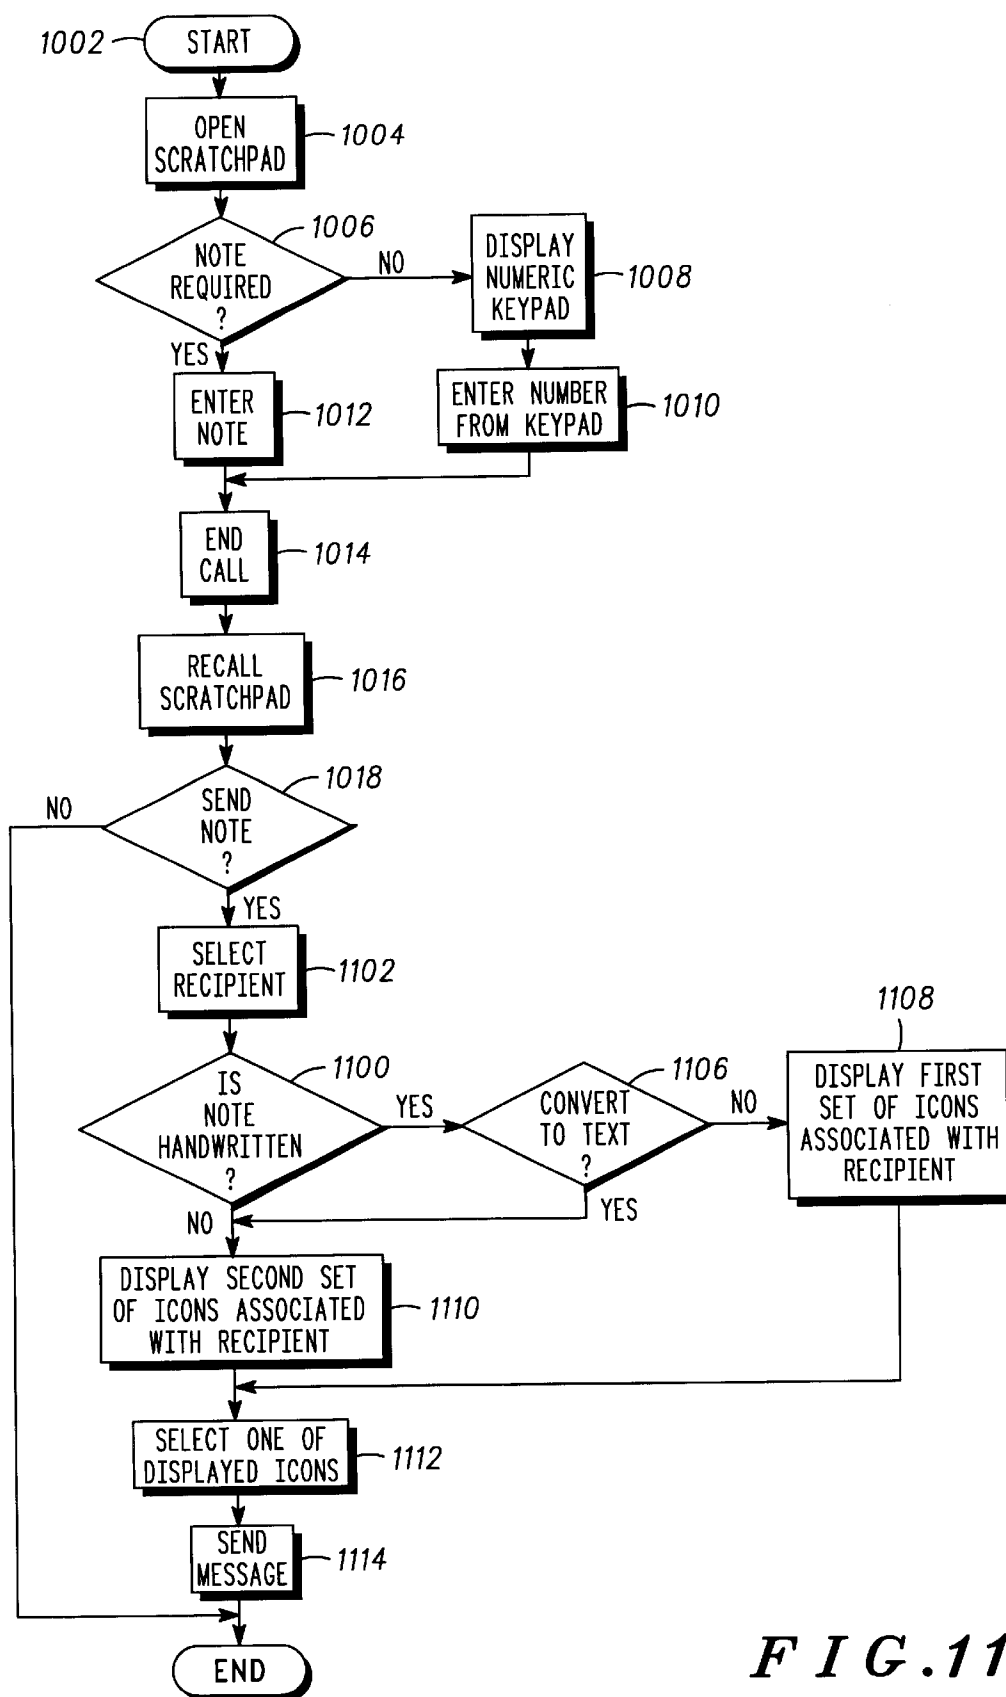 1002
START
OPEN
SCRATCHPAD
1004
1006
NOTE
REQUIRED
?
NO
DISPLAY
NUMERIC
KEYPAD
1008
YES
ENTER
NOTE
1012
ENTER NUMBER
FROM KEYPAD
1010
END
CALL
1014
RECALL
SCRATCHPAD
1016
1018
NO
SEND
NOTE
?
YES
SELECT
RECIPIENT
1102
1100
IS
NOTE
HANDWRITTEN
?
YES
1106
CONVERT
TO TEXT
?
NO
1108
DISPLAY FIRST
SET OF ICONS
ASSOCIATED WITH
RECIPIENT
NO
YES
DISPLAY SECOND SET
OF ICONS ASSOCIATED
WITH RECIPIENT
1110
SELECT ONE OF
DISPLAYED ICONS
1112
SEND
MESSAGE
1114
END
FIG.11